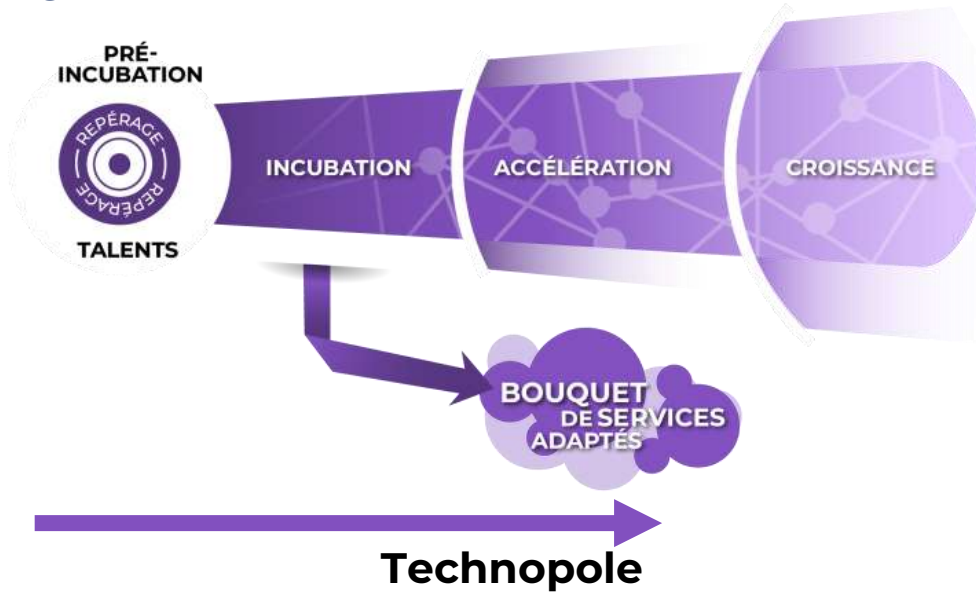 PRÉ-
INCUBATION
REPÉRAGE
REPÉRAGE
TALENTS
INCUBATION
ACCÉLÉRATION
CROISSANCE
BOUQUET
DE SERVICES
ADAPTÉS
Technopole